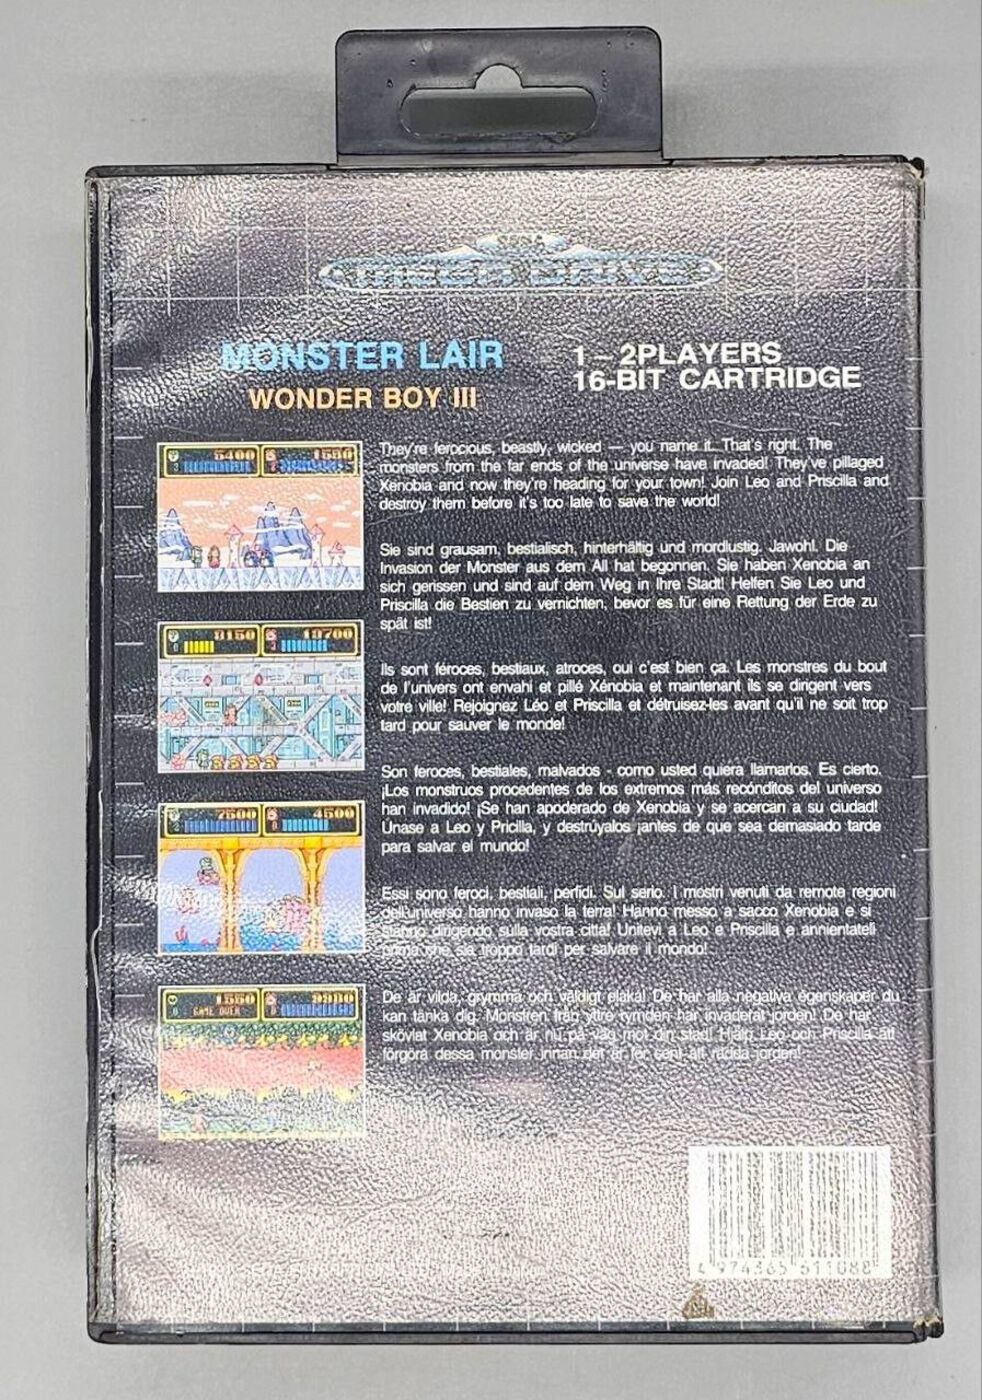 SEGA
MEGA DRIVE
MONSTER LAIR
WONDER BOY III
1 – 2PLAYERS
16-BIT CARTRIDGE
5400 1550
They're ferocious, beastly, wicked — you name it. That's right. The
monsters from the far ends of the universe have invaded! They've pillaged
Xenobia and now they're heading for your town! Join Leo and Priscilla and
destroy them before it's too late to save the world!
Sie sind grausam, bestialisch, hinterhältig und mordlustig. Jawohl. Die
Invasion der Monster aus dem All hat begonnen. Sie haben Xenobia an
sich gerissen und sind auf dem Weg in Ihre Stadt! Helfen Sie Leo und
Priscilla die Bestien zu vernichten, bevor es für eine Rettung der Erde zu
spät ist!
Ils sont féroces, bestiaux, atroces, oui c'est bien ça. Les monstres du bout
de l'univers ont envahi et pillé Xénobia et maintenant ils se dirigent vers
votre ville! Rejoignez Léo et Priscilla et détruisez-les avant qu'il ne soit trop
tard pour sauver le monde!
Son feroces, bestiales, malvados - como usted quiera llamarlos. Es cierto.
¡Los monstruos procedentes de los extremos más recónditos del universo
han invadido! ¡Se han apoderado de Xenobia y se acercan a su ciudad!
Únase a Leo y Pricilla, y destrúyalos ¡antes de que sea demasiado tarde
para salvar el mundo!
7500 4500
Essi sono feroci, bestiali, perfidi. Sul serio. I mostri venuti da remote regioni
dell'universo hanno invaso la terra! Hanno messo a sacco Xenobia e si
stanno dirigendo sulla vostra città! Unitevi a Leo e Priscilla e annientateli
prima che sia troppo tardi per salvare il mondo!
1550
GAME OVER
De är vilda, grymma och väldigt elaka! De har alla negativa egenskaper du
kan tänka dig. Monstren från yttre rymden har invaderat jorden! De har
skövlat Xenobia och är nu på väg mot din stad! Hjälp Leo och Priscilla att
förgöra dessa monster innan det är för sent att rädda jorden!
4 974365 611088